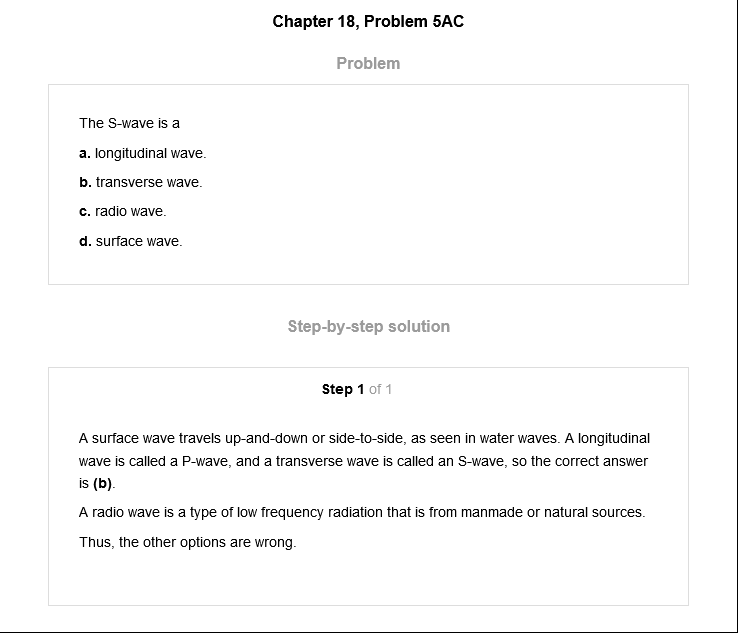 Chapter 18, Problem 5AC
Problem
The S-wave is a
a. longitudinal wave.
b. transverse wave.
c. radio wave.
d. surface wave.
Step-by-step solution
Step 1 of 1
A surface wave travels up-and-down or side-to-side, as seen in water waves. A longitudinal
wave is called a P-wave, and a transverse wave is called an S-wave, so the correct answer
is (b).
A radio wave is a type of low frequency radiation that is from manmade or natural sources.
Thus, the other options are wrong.